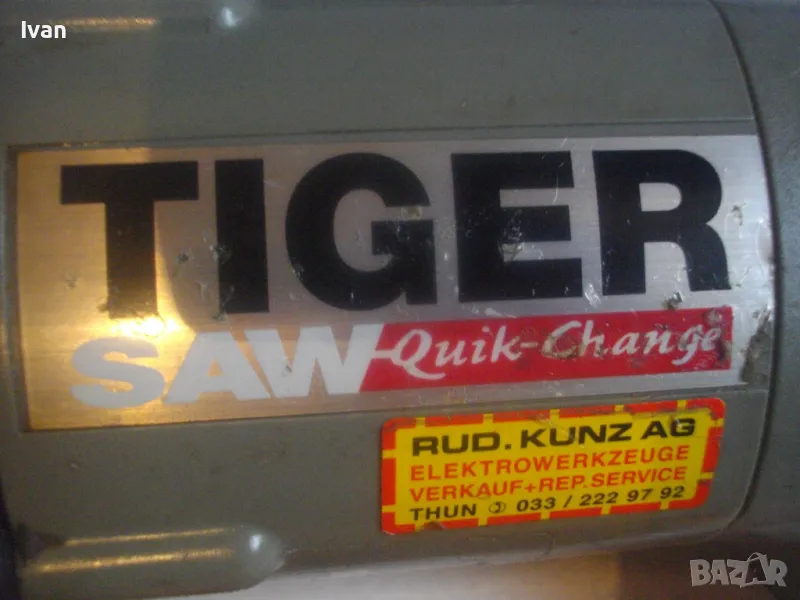 Ivan
TIGER
SAW Quik-Change
RUD. KUNZ AG
ELEKTROWERKZEUGE
VERKAUF+REP.SERVICE
THUN 033 / 222 97 92
BAZAR